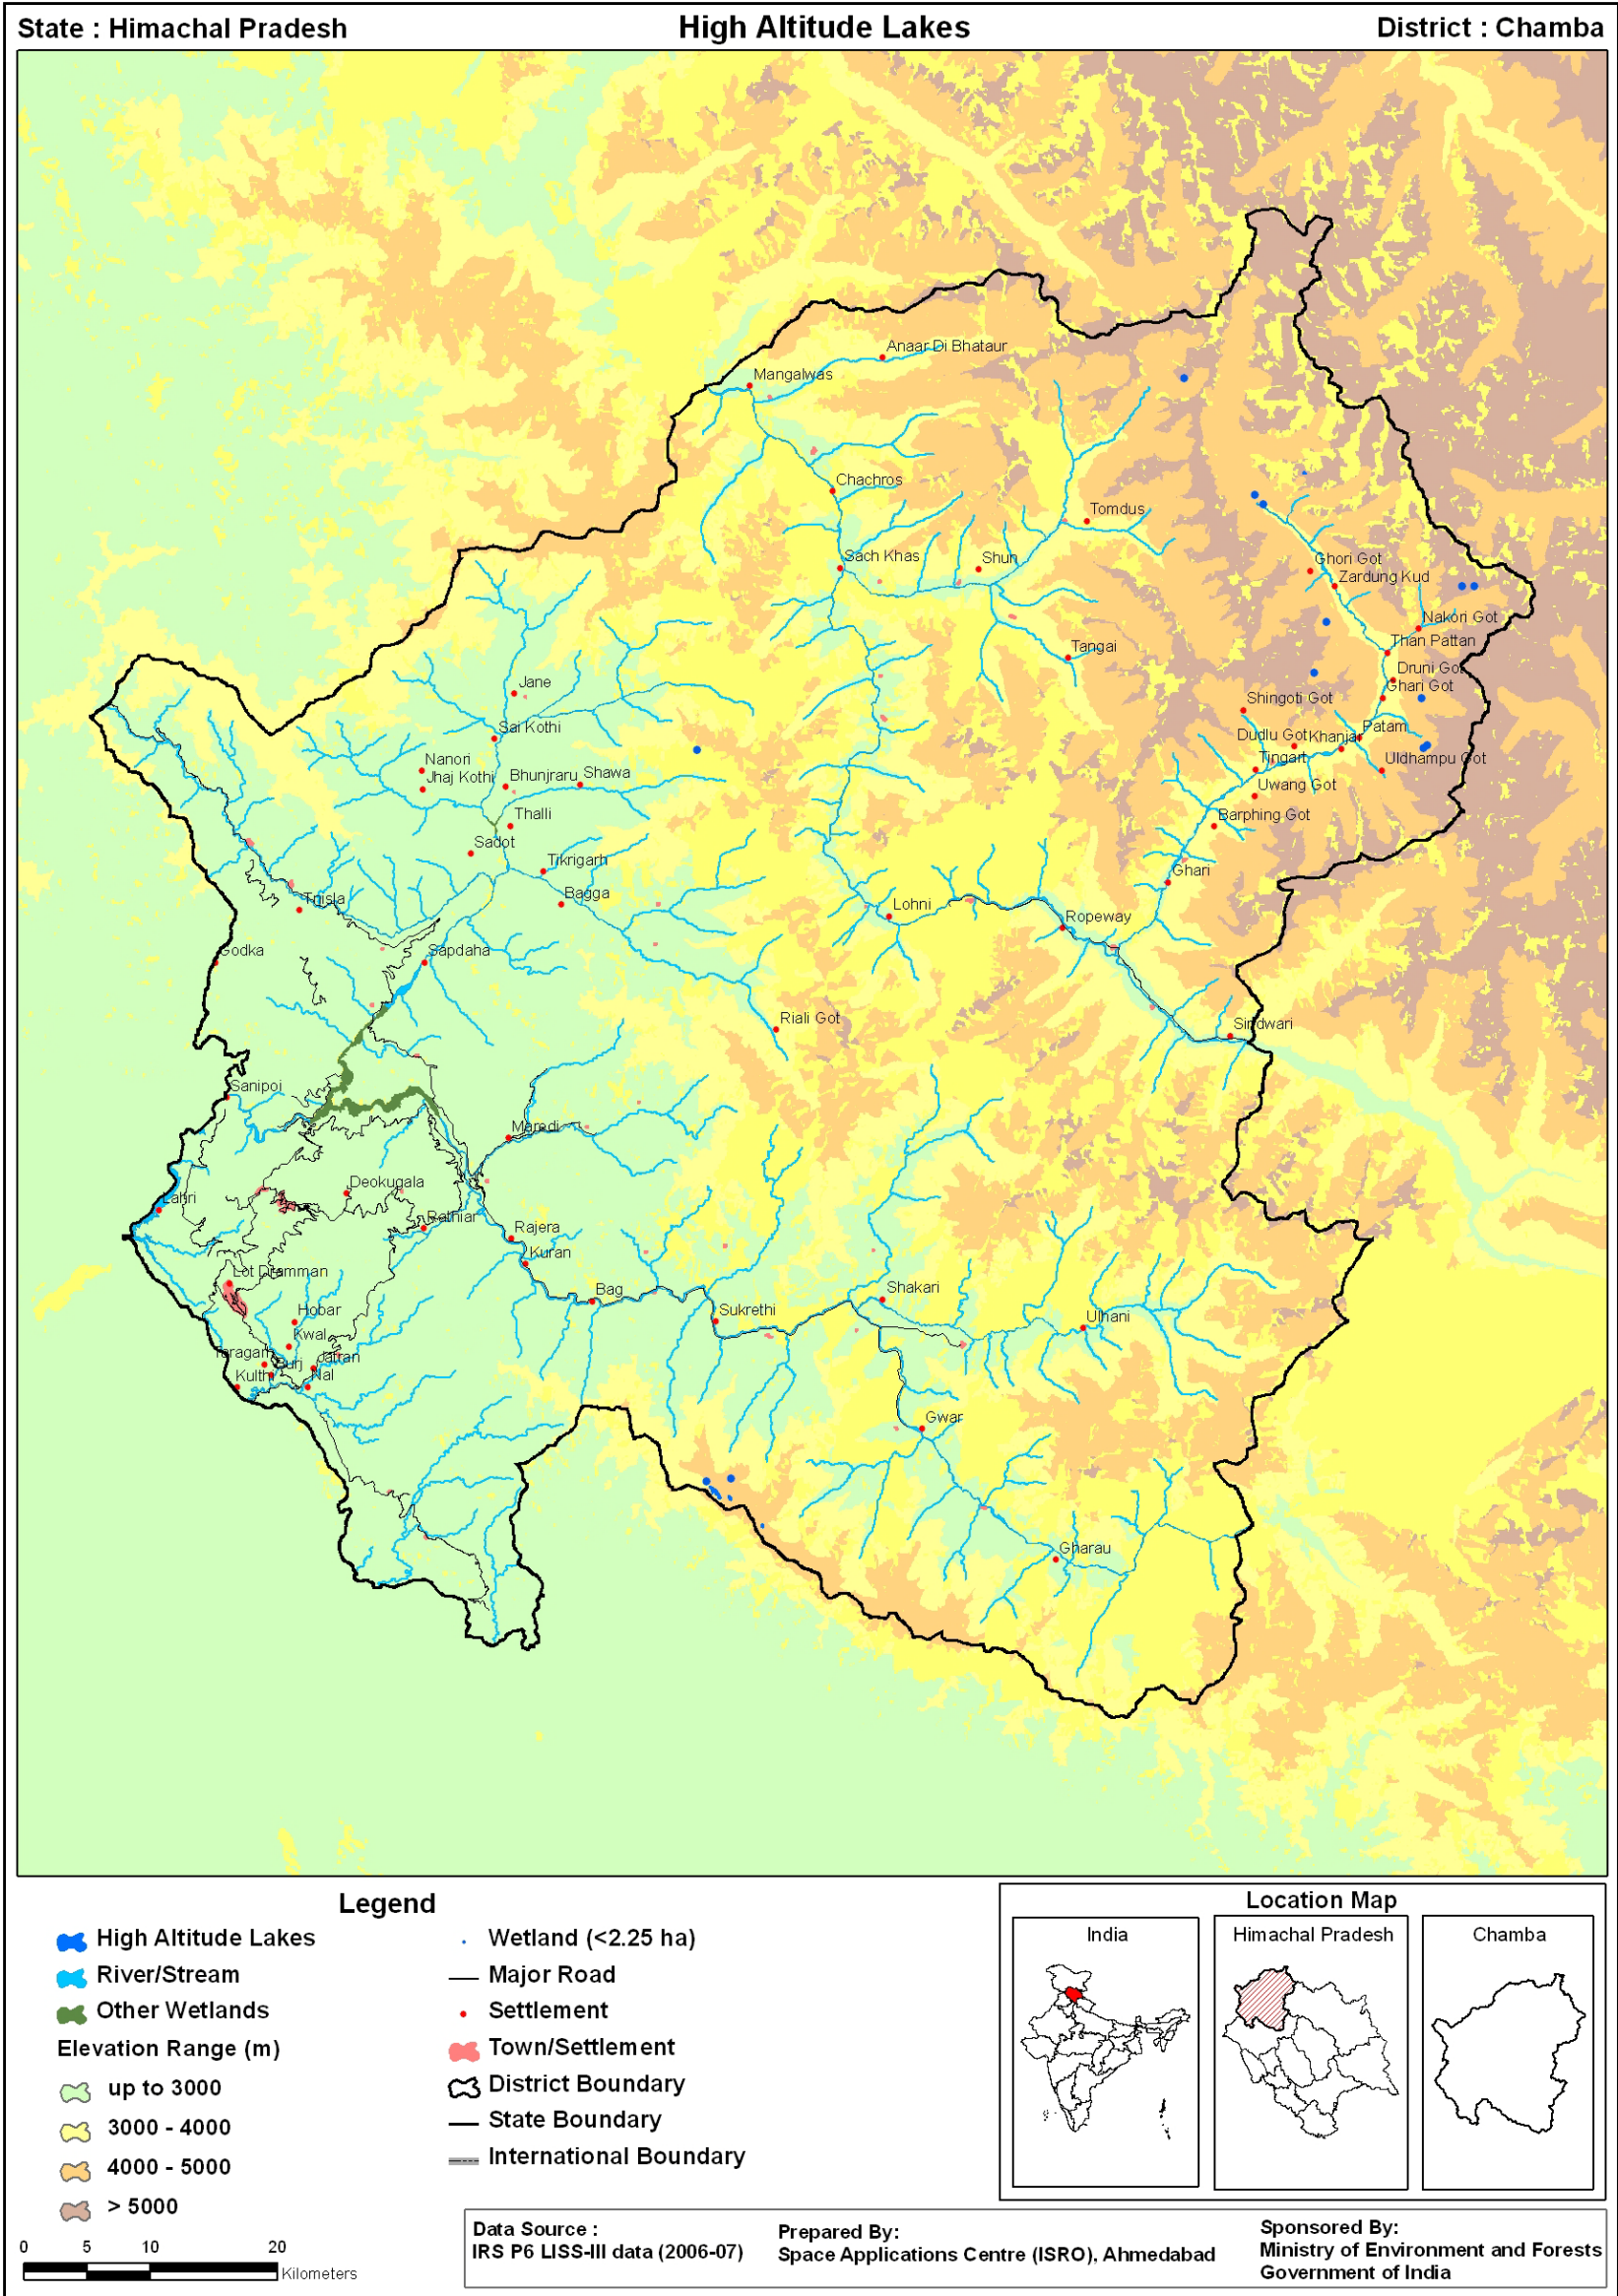 State : Himachal Pradesh
High Altitude Lakes
District : Chamba
Anaar Di Bhataur
Mangalwas
Chachros
Tomdus
Sach Khas
Shun
Ghori Got
Zardung Kud
Nakori Got
Than Pattan
Tangai
Druni Got
Ghari Got
Jane
Shingoti Got
Sai Kothi
Patam
Dudlu Got
Khanjar
Nanori
Tingart
Uldhampu Got
Jhaj Kothi
Bhunjraru
Shawa
Uwang Got
Thalli
Barphing Got
Sadot
Tikrigarh
Ghari
Bagga
Thisla
Lohni
Ropeway
Godka
Sapdaha
Riali Got
Sindwari
Sanipoi
Maredi
Deokugala
Lahri
Rathiar
Rajera
Kuran
Lot Dramman
Bag
Shakari
Hobar
Sukrethi
Ulhani
Kwal
Taragarh
Burj
Jatran
Kulthi
Nal
Gwar
Gharau
Legend
High Altitude Lakes
River/Stream
Other Wetlands
Elevation Range (m)
up to 3000
3000 - 4000
4000 - 5000
> 5000
Wetland (<2.25 ha)
Major Road
Settlement
Town/Settlement
District Boundary
State Boundary
International Boundary
0 5 10 20
Kilometers
Location Map
India
Himachal Pradesh
Chamba
Data Source :
IRS P6 LISS-III data (2006-07)
Prepared By:
Space Applications Centre (ISRO), Ahmedabad
Sponsored By:
Ministry of Environment and Forests
Government of India